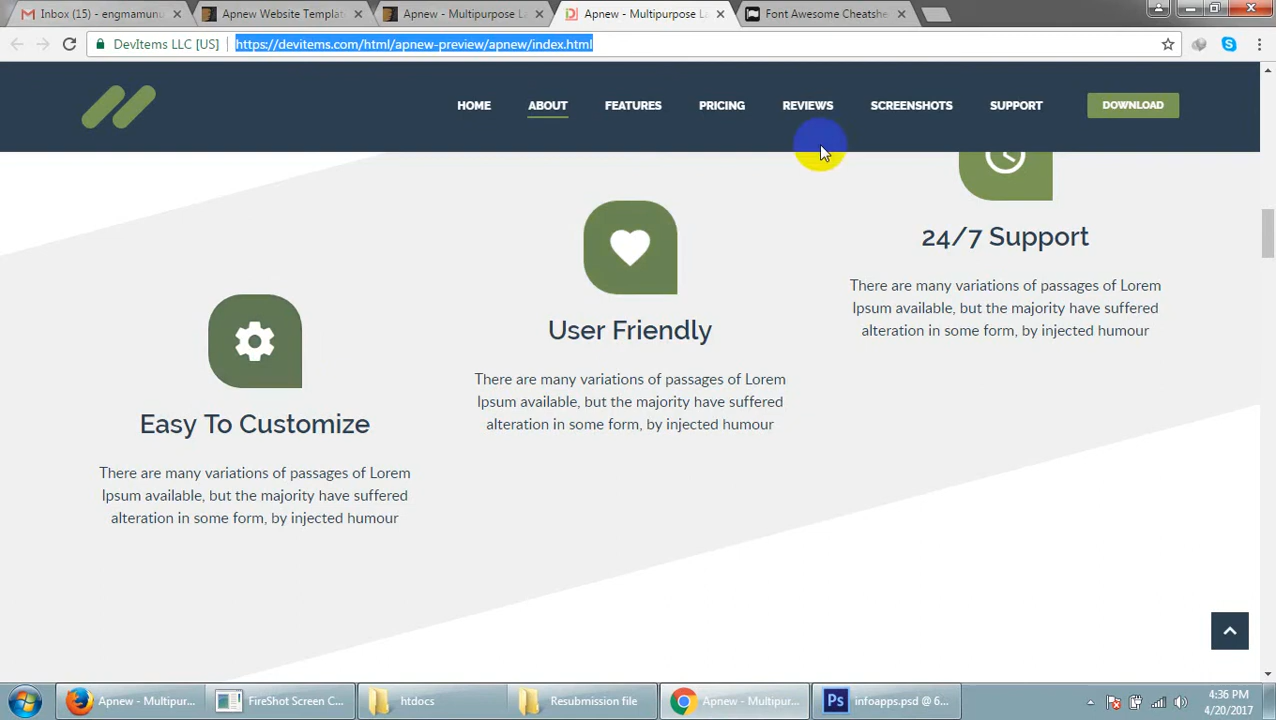 Inbox (15) - engmamunu
Apnew Website Templat
Apnew - Multipurpose La
Apnew - Multipurpose La
Font Awesome Cheatshe
DevItems LLC [US]
https://devitems.com/html/apnew-preview/apnew/index.html
HOME
ABOUT
FEATURES
PRICING
REVIEWS
SCREENSHOTS
SUPPORT
DOWNLOAD
24/7 Support
There are many variations of passages of Lorem
Ipsum available, but the majority have suffered
alteration in some form, by injected humour
User Friendly
There are many variations of passages of Lorem
Ipsum available, but the majority have suffered
alteration in some form, by injected humour
Easy To Customize
There are many variations of passages of Lorem
Ipsum available, but the majority have suffered
alteration in some form, by injected humour
Apnew - Multipur...
FireShot Screen C...
htdocs
Resubmission file
Apnew - Multipur...
Ps
infoapps.psd @ 6...
4:36 PM
4/20/2017